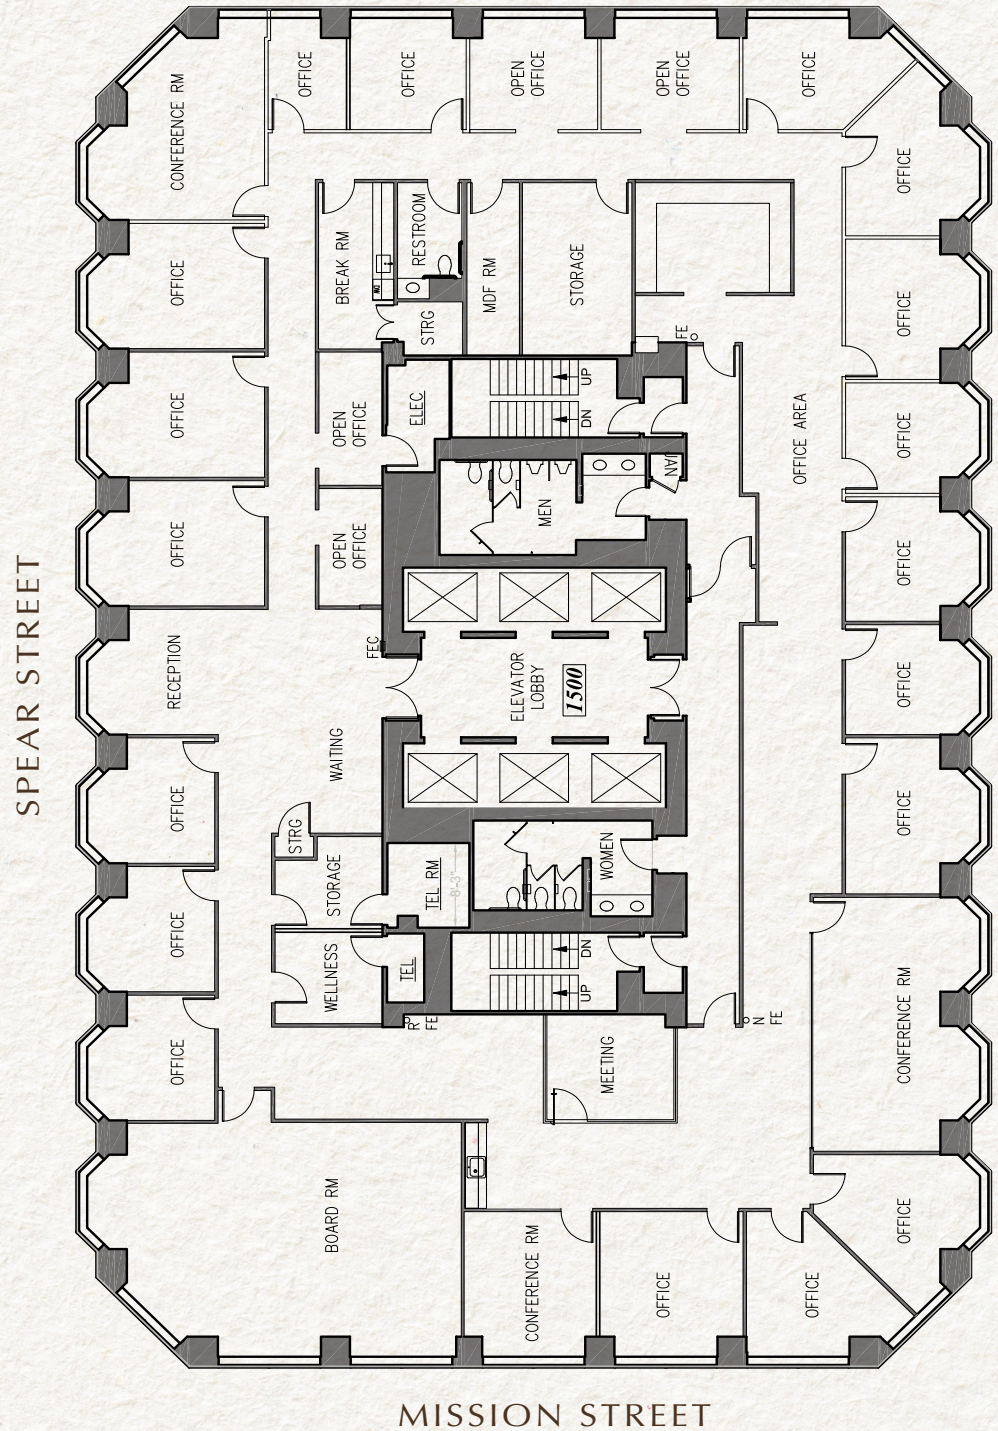 CONFERENCE RM
OFFICE
OFFICE
OPEN
OFFICE
OPEN
OFFICE
OFFICE
OFFICE
OFFICE
BREAK RM
RESTROOM
MDF RM
STORAGE
OFFICE
STRG
FE
OFFICE
OPEN
OFFICE
ELEC
UP
DN
OFFICE AREA
OFFICE
JAN
OFFICE
OPEN
OFFICE
MEN
OFFICE
SPEAR STREET
RECEPTION
FEC
ELEVATOR
LOBBY
1500
OFFICE
WAITING
OFFICE
OFFICE
STRG
STORAGE
TEL RM
8'-3"
WOMEN
OFFICE
WELLNESS
TEL
DN
UP
CONFERENCE RM
R
FE
N
FE
OFFICE
MEETING
BOARD RM
OFFICE
CONFERENCE RM
OFFICE
OFFICE
MISSION STREET